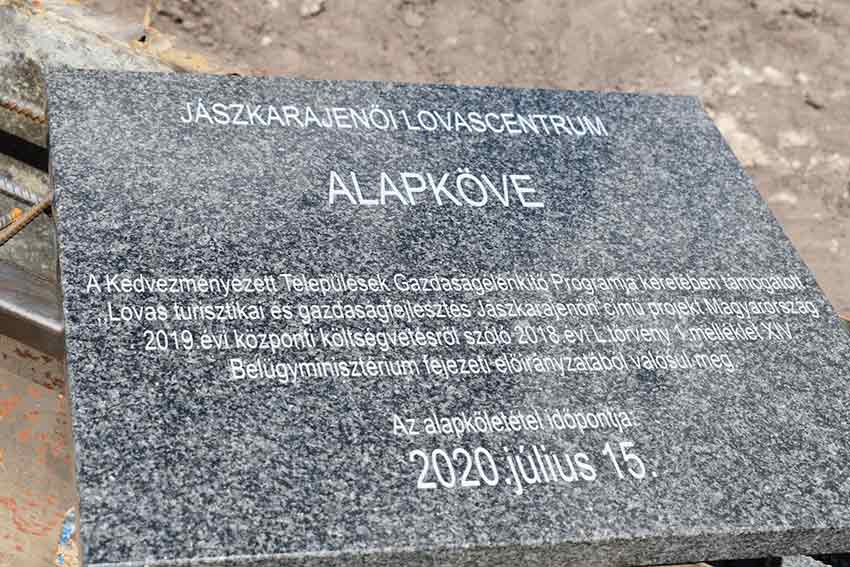 JÁSZKARAJENŐI LOVASCENTRUM
ALAPKÖVE
A Kedvezményezett Települések Gazdaságélénkítő Programja keretében támogatott
„Lovas turisztikai és gazdaságfejlesztés Jászkarajenőn" című projekt Magyarország
2019.évi központi költségvetésről szóló 2018.évi L.törvény 1.melléklet XIV.
Belügyminisztérium fejezeti előirányzatából valósul meg.
Az alapkőletétel időpontja:
2020.július 15.